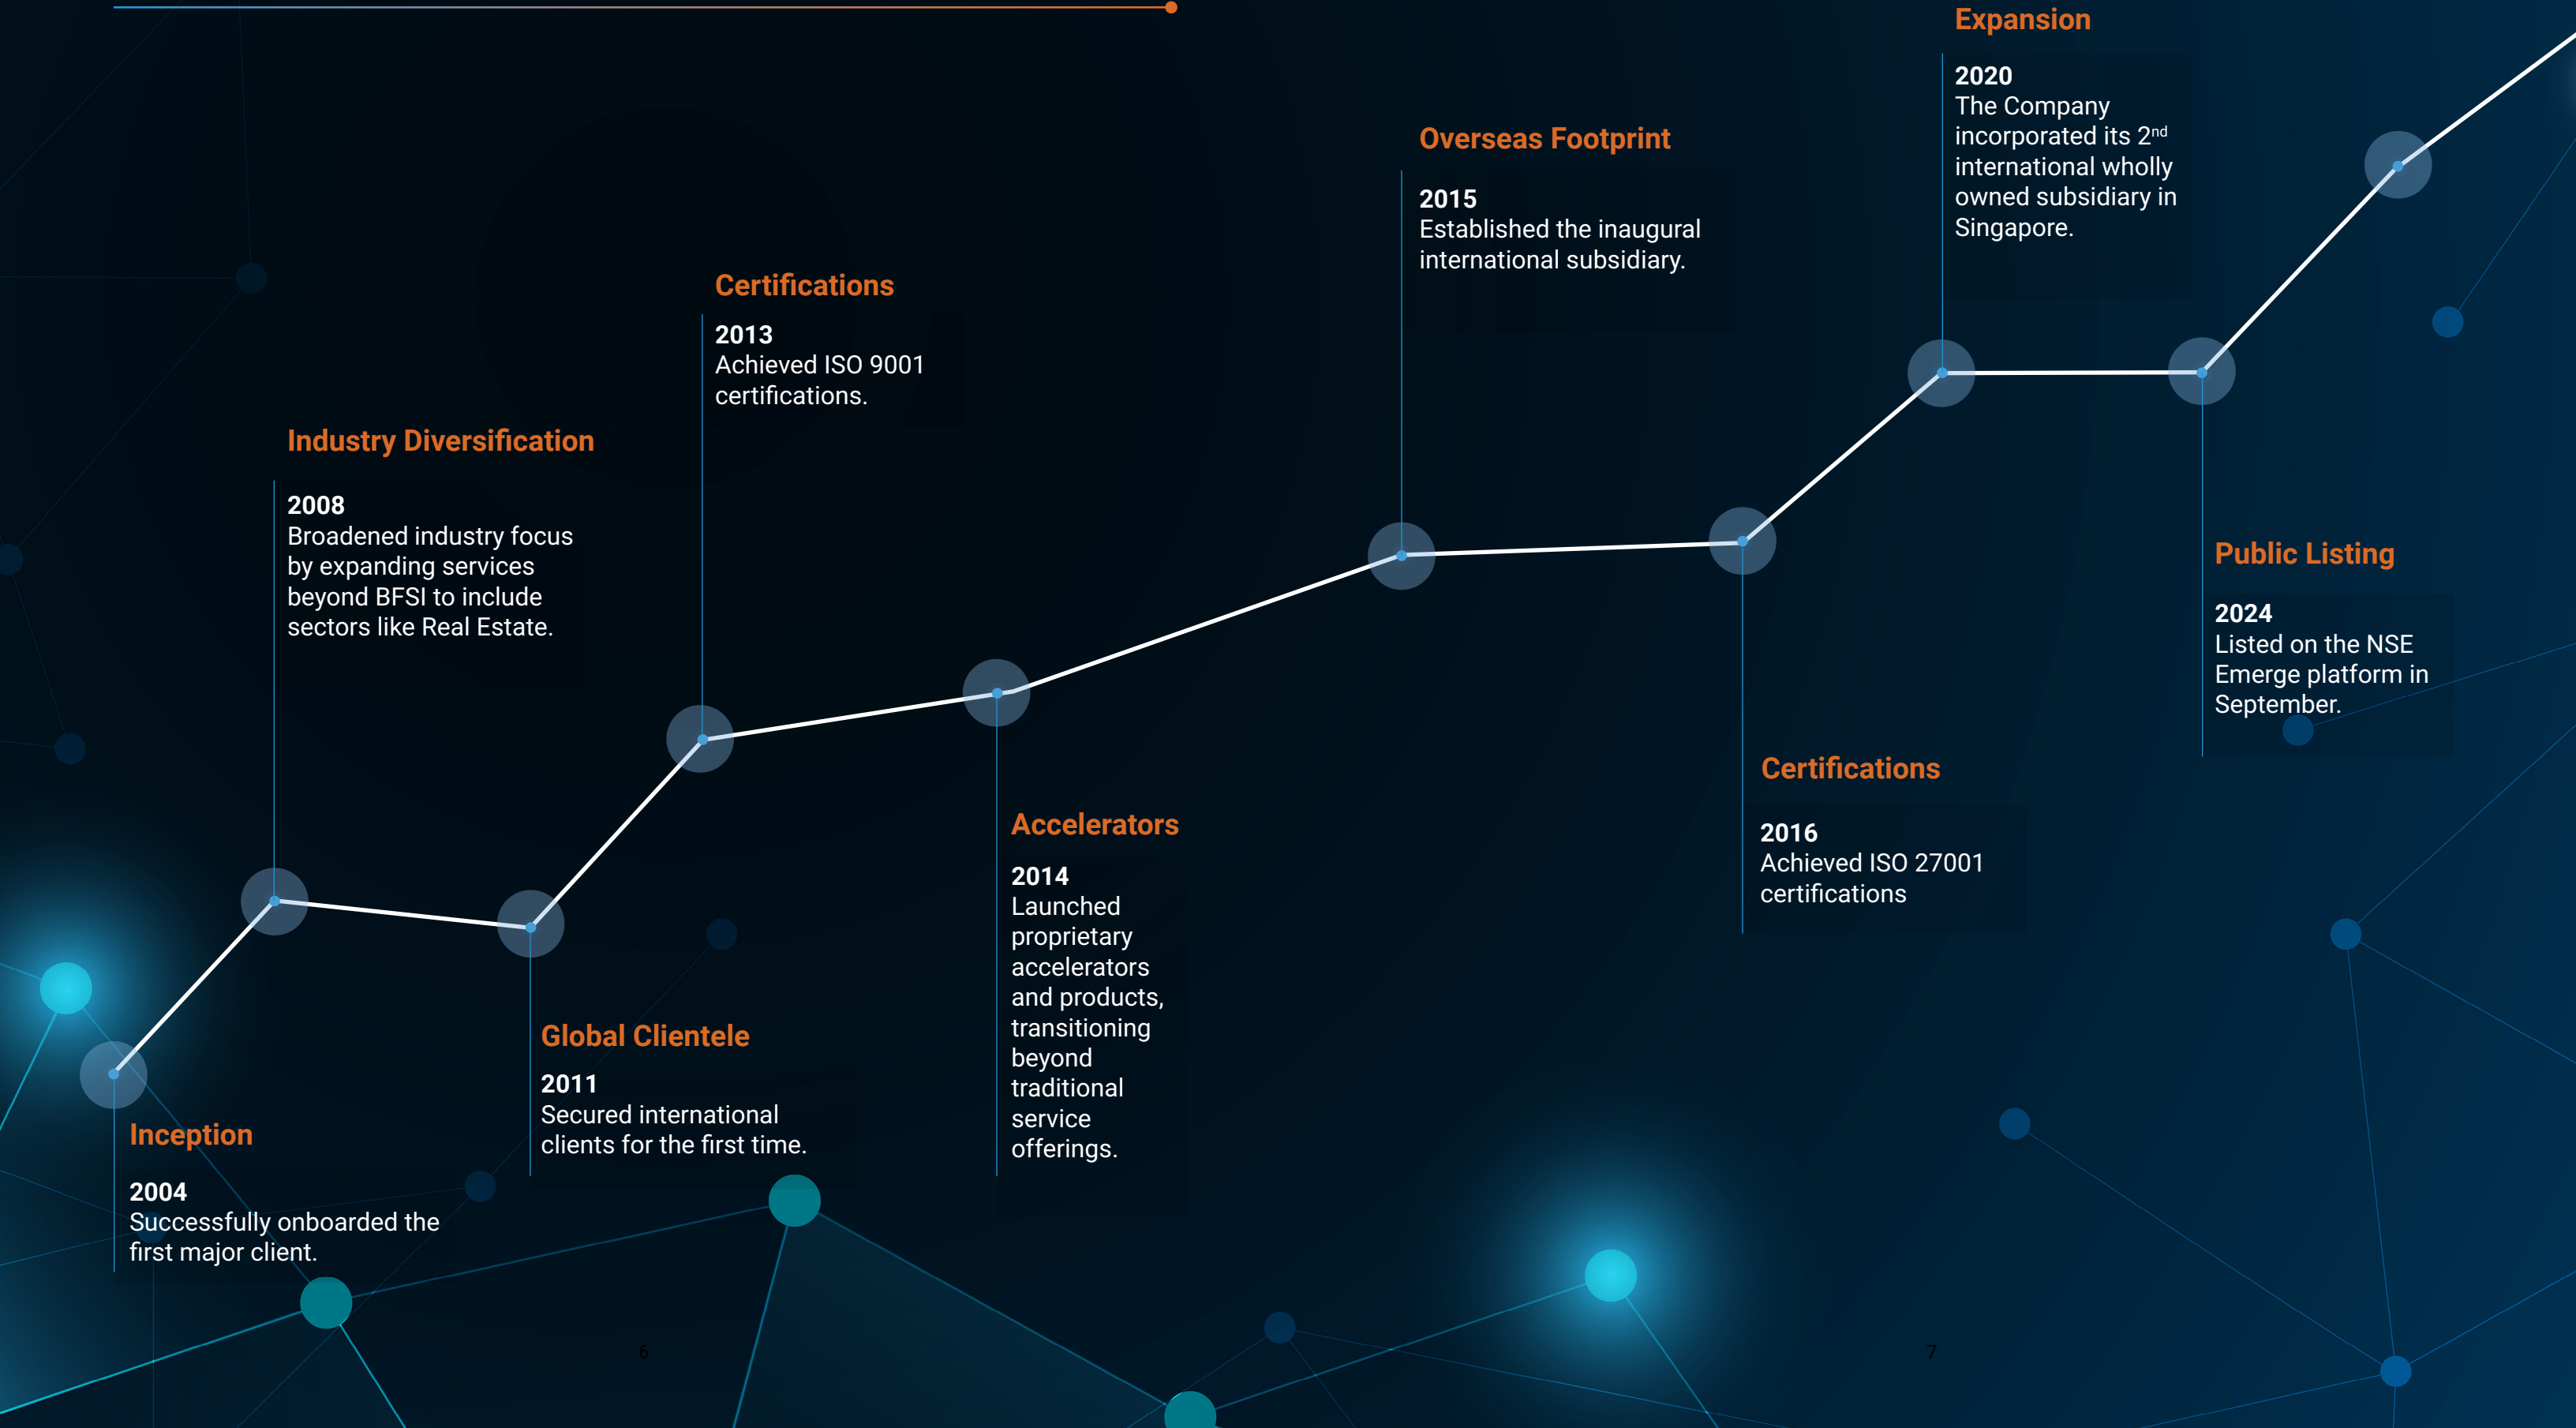 Inception
2004
Successfully onboarded the
first major client.
Industry Diversification
2008
Broadened industry focus
by expanding services
beyond BFSI to include
sectors like Real Estate.
Global Clientele
2011
Secured international
clients for the first time.
Certifications
2013
Achieved ISO 9001
certifications.
Accelerators
2014
Launched
proprietary
accelerators
and products,
transitioning
beyond
traditional
service
offerings.
Overseas Footprint
2015
Established the inaugural
international subsidiary.
Certifications
2016
Achieved ISO 27001
certifications
Expansion
2020
The Company
incorporated its 2nd
international wholly
owned subsidiary in
Singapore.
Public Listing
2024
Listed on the NSE
Emerge platform in
September.
6
7